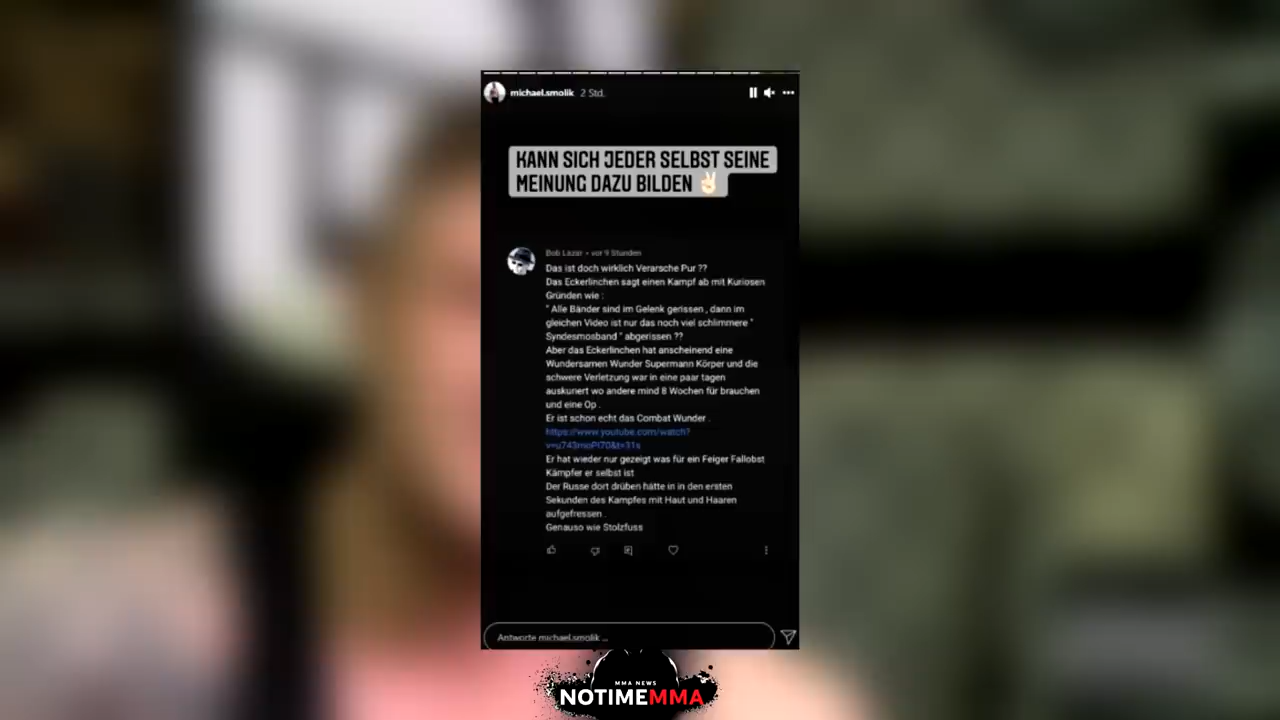 michael.smolik 2 Std.
KANN SICH JEDER SELBST SEINE
MEINUNG DAZU BILDEN ✌🏻
Bob Lazar • vor 9 Stunden
Das ist doch wirklich Verarsche Pur ??
Das Eckerlinchen sagt einen Kampf ab mit Kuriosen
Gründen wie :
" Alle Bänder sind im Gelenk gerissen , dann im
gleichen Video ist nur das noch viel schlimmere "
Syndesmosband " abgerissen ??
Aber das Eckerlinchen hat anscheinend eine
Wundersamen Wunder Supermann Körper und die
schwere Verletzung war in eine paar tagen
auskuriert wo andere mind 8 Wochen für brauchen
und eine Op .
Er ist schon echt das Combat Wunder .
https://www.youtube.com/watch?
Er hat wieder nur gezeigt was für ein Feiger Fallobst
Kämpfer er selbst ist
Der Russe dort drüben hätte in in den ersten
Sekunden des Kampfes mit Haut und Haaren
aufgefressen .
Genauso wie Stolzfuss
Antworte michael.smolik ...
MMA NEWS
NOTIMEMMA